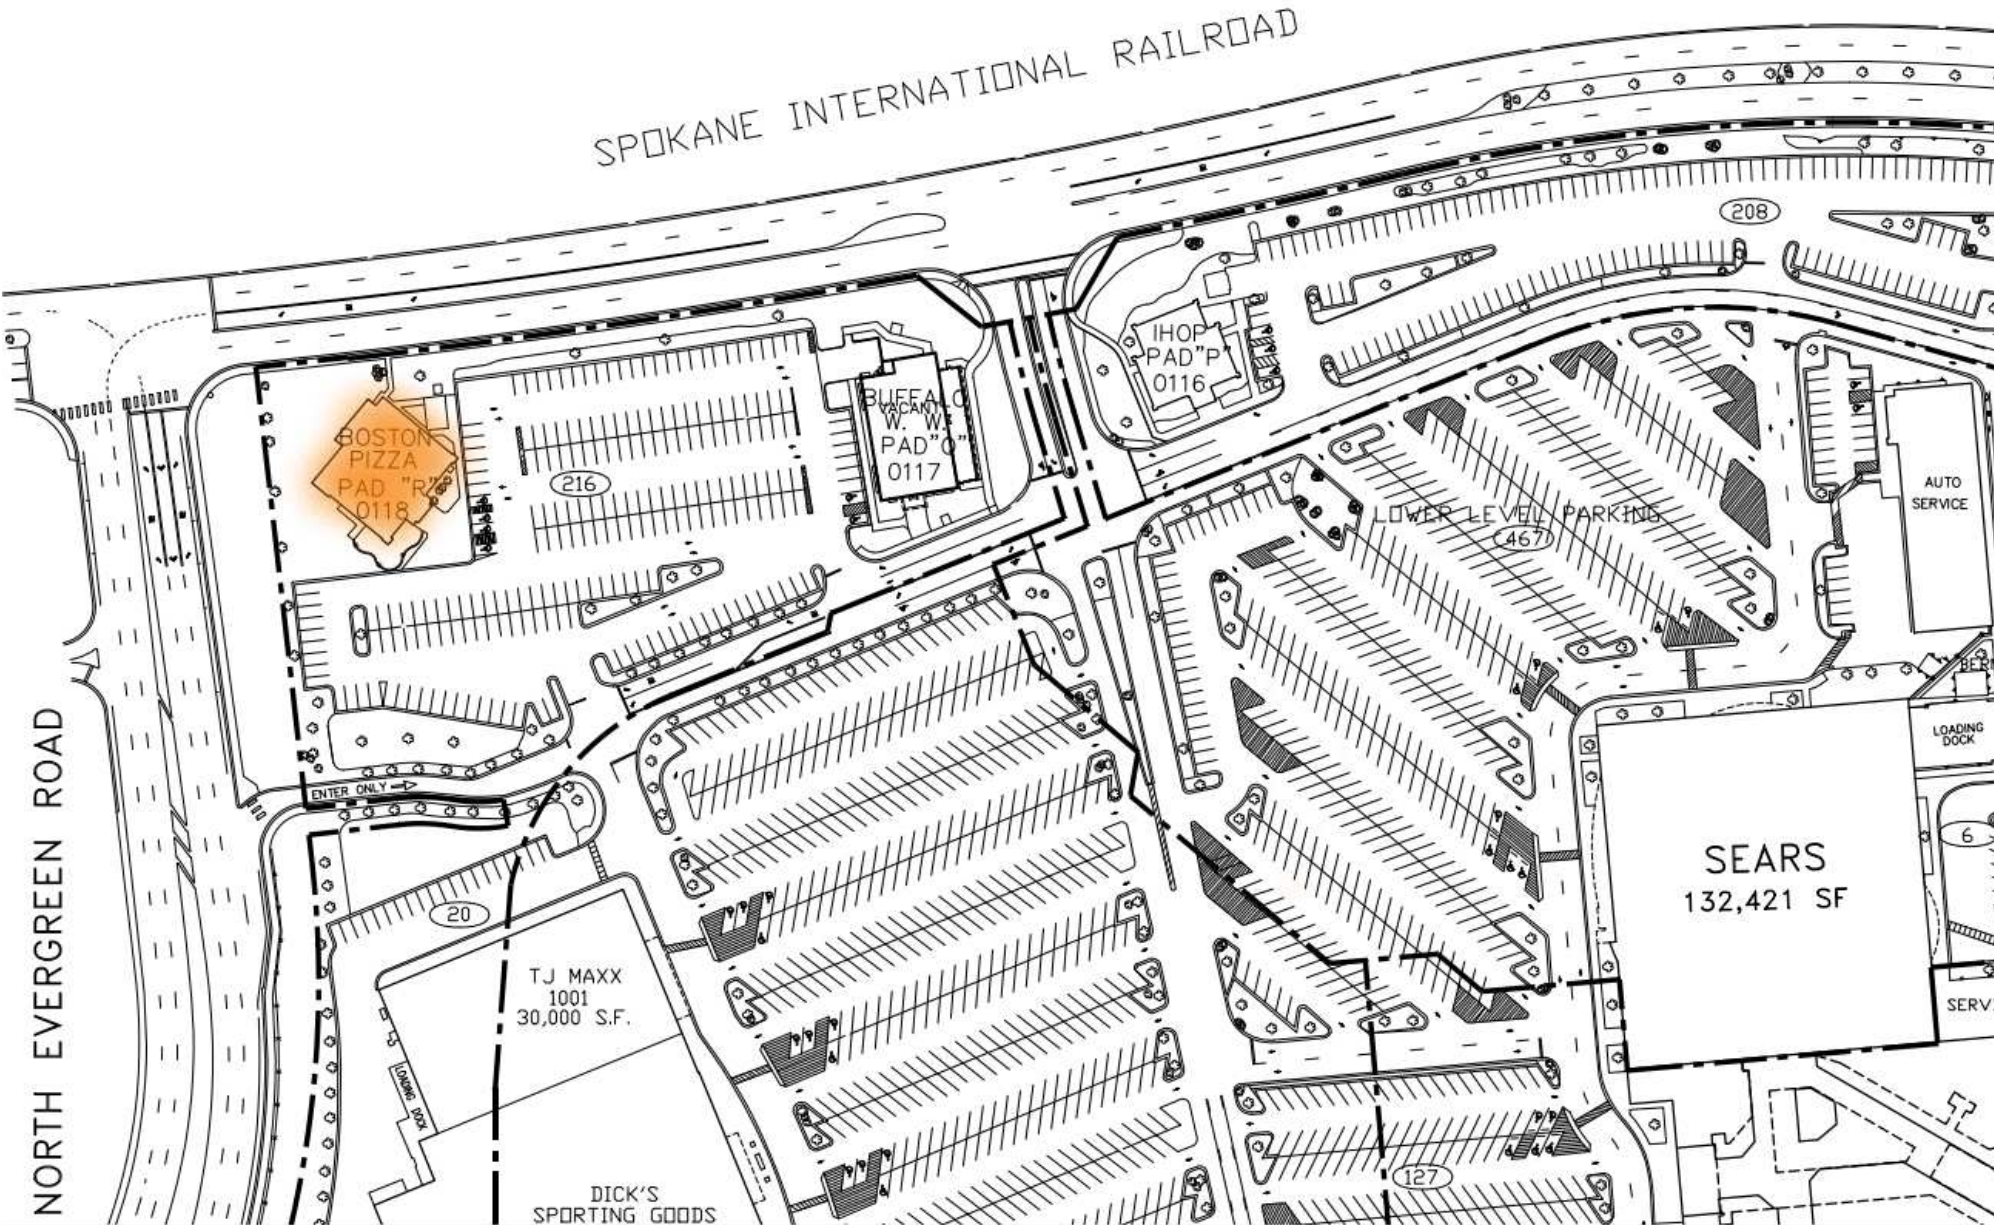 SPOKANE INTERNATIONAL RAILROAD
208
IHOP
PAD"P"
0116
BUFFALO
VACANT
W. W.
PAD"O"
0117
BOSTON
PIZZA
PAD "R"
0118
216
AUTO
SERVICE
LOWER LEVEL PARKING
467
LOADING
DOCK
ENTER ONLY
NORTH EVERGREEN ROAD
6
SEARS
132,421 SF
20
TJ MAXX
1001
30,000 S.F.
LOADING DOCK
127
DICK'S
SPORTING GOODS